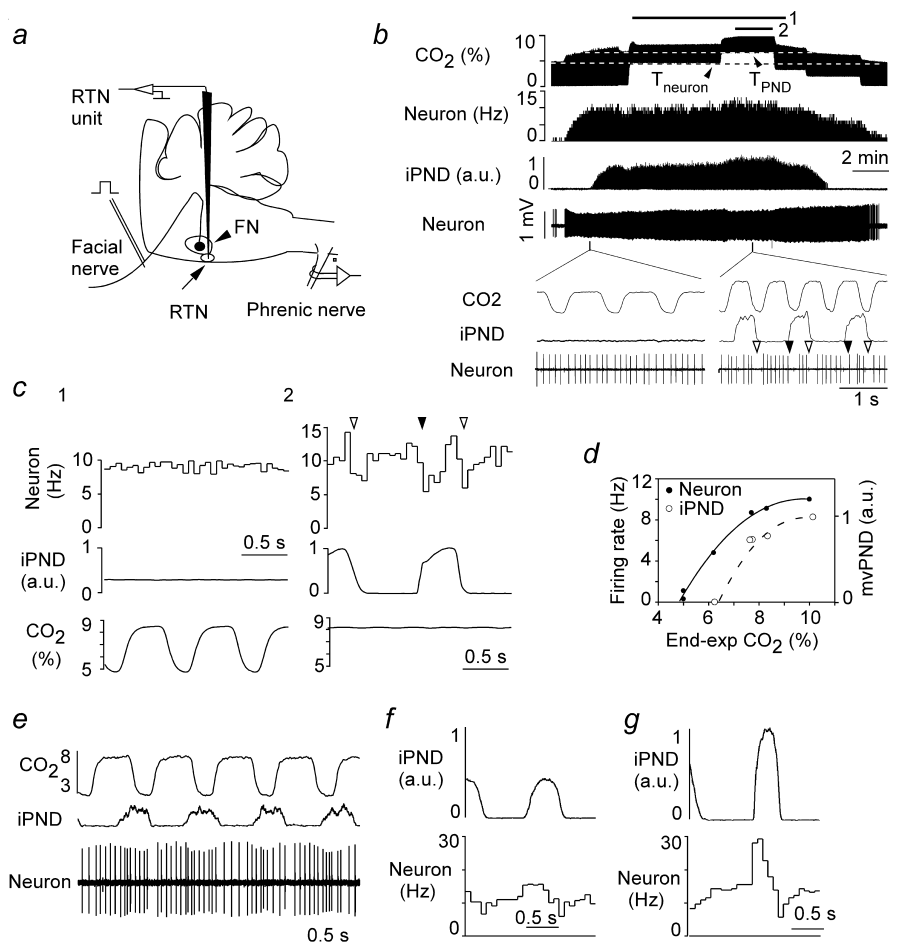 a
RTN
unit
Facial
nerve
FN
RTN
Phrenic nerve
b
1
2
CO2 (%)
10
0
Tneuron
TPND
Neuron (Hz)
15
0
2 min
iPND (a.u.)
1
0
Neuron
1 mV
CO2
iPND
Neuron
1 s
c
1
2
Neuron
(Hz)
10
5
0
15
10
5
0
0.5 s
iPND
(a.u.)
1
0
1
0
CO2
(%)
9
5
9
5
0.5 s
d
Firing rate (Hz)
12
8
4
0
Neuron
iPND
1
0
mvPND (a.u.)
4
6
8
10
End-exp CO2 (%)
e
CO2
8
3
iPND
Neuron
0.5 s
f
iPND
(a.u.)
1
0
Neuron
(Hz)
30
0
0.5 s
g
iPND
(a.u.)
1
0
Neuron
(Hz)
30
0
0.5 s